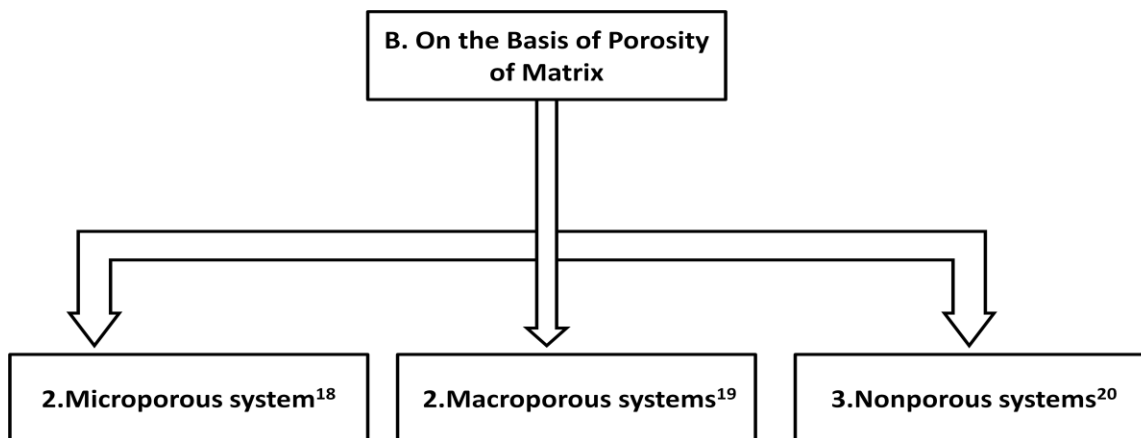 B. On the Basis of Porosity
of Matrix
2.Microporous system¹⁸
2.Macroporous systems¹⁹
3.Nonporous systems²⁰